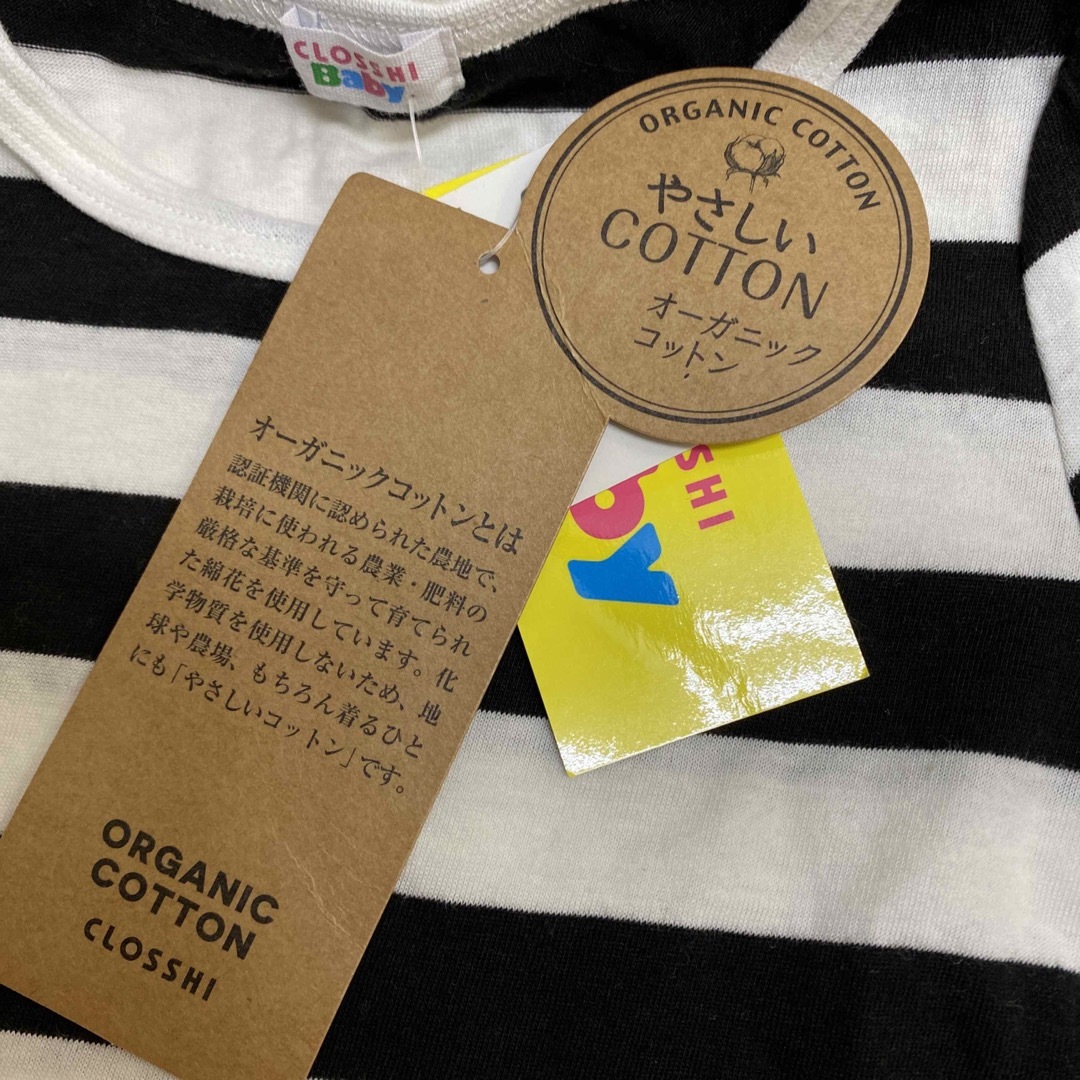 CLOSSHI
Baby
ORGANIC COTTON
やさしい
COTTON
オーガニック
コットン
SHI
オーガニックコットンとは
認証機関に認められた農地で、
栽培に使われる農業・肥料の
厳格な基準を守って育てられ
た綿花を使用しています。化
学物質を使用しないため、地
球や農場、もちろん着るひと
にも「やさしいコットン」です。
ORGANIC
COTTON
CLOSSHI